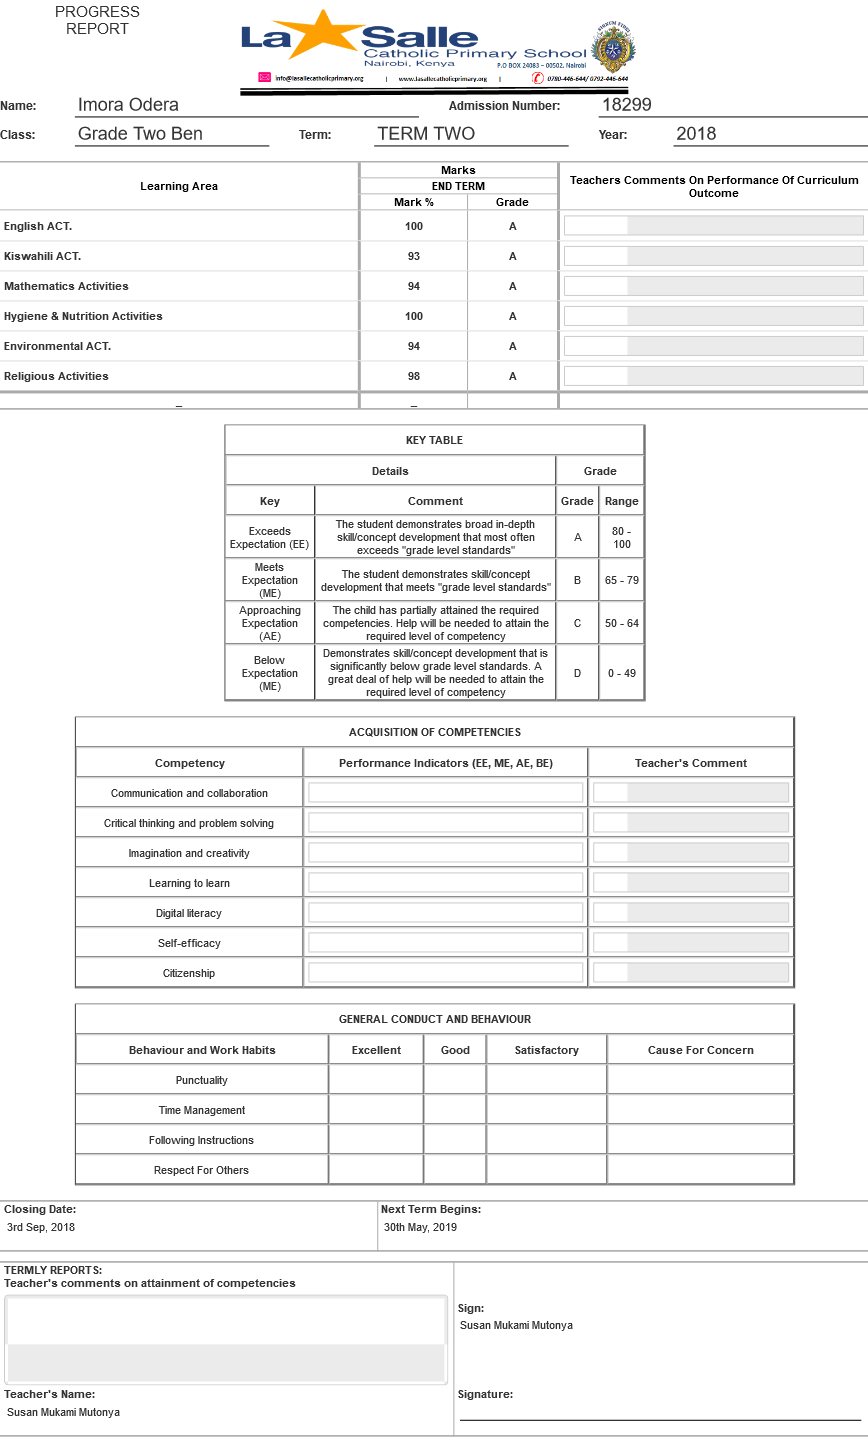 PROGRESS
REPORT
La Salle
Catholic Primary School
Nairobi, Kenya
P.O BOX 24083 – 00502, Nairobi
info@lasallecatholicprimary.org | www.lasallecatholicprimary.org | 0780-446-644/ 0792-446-644
Name: Imora Odera Admission Number: 18299
Class: Grade Two Ben Term: TERM TWO Year: 2018
Learning Area Marks Teachers Comments On Performance Of Curriculum Outcome
END TERM
Mark % Grade
English ACT. 100 A
Kiswahili ACT. 93 A
Mathematics Activities 94 A
Hygiene & Nutrition Activities 100 A
Environmental ACT. 94 A
Religious Activities 98 A
_ _
KEY TABLE
Details Grade
Key Comment Grade Range
Exceeds Expectation (EE) The student demonstrates broad in-depth skill/concept development that most often exceeds "grade level standards" A 80 - 100
Meets Expectation (ME) The student demonstrates skill/concept development that meets "grade level standards" B 65 - 79
Approaching Expectation (AE) The child has partially attained the required competencies. Help will be needed to attain the required level of competency C 50 - 64
Below Expectation (ME) Demonstrates skill/concept development that is significantly below grade level standards. A great deal of help will be needed to attain the required level of competency D 0 - 49
ACQUISITION OF COMPETENCIES
Competency Performance Indicators (EE, ME, AE, BE) Teacher's Comment
Communication and collaboration
Critical thinking and problem solving
Imagination and creativity
Learning to learn
Digital literacy
Self-efficacy
Citizenship
GENERAL CONDUCT AND BEHAVIOUR
Behaviour and Work Habits Excellent Good Satisfactory Cause For Concern
Punctuality
Time Management
Following Instructions
Respect For Others
Closing Date: Next Term Begins:
3rd Sep, 2018 30th May, 2019
TERMLY REPORTS:
Teacher's comments on attainment of competencies
Sign:
Susan Mukami Mutonya
Teacher's Name: Signature:
Susan Mukami Mutonya